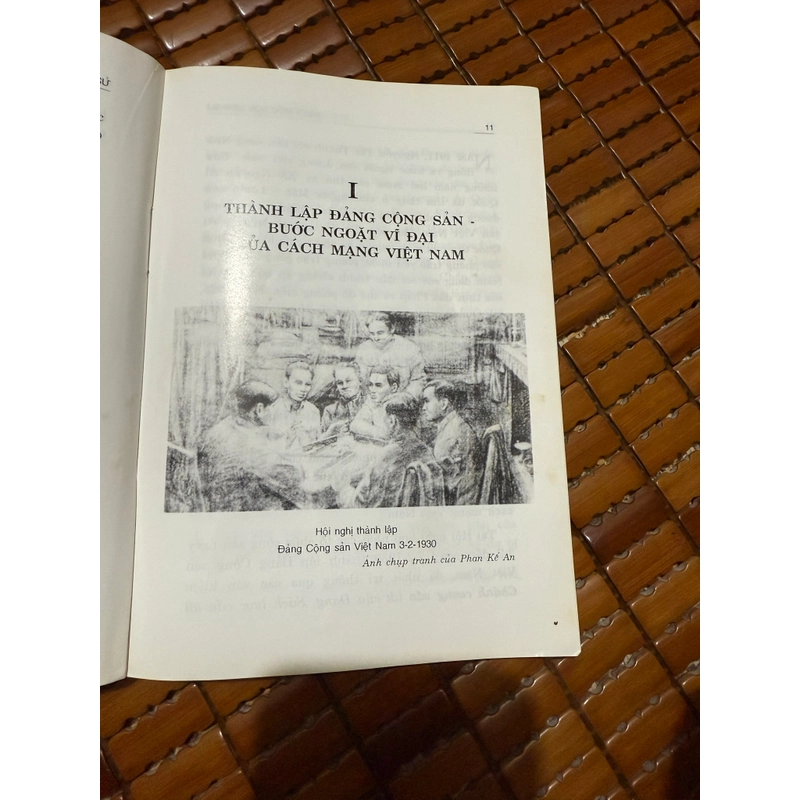 11
I
THÀNH LẬP ĐẢNG CỘNG SẢN -
BƯỚC NGOẶT VĨ ĐẠI
CỦA CÁCH MẠNG VIỆT NAM
Hội nghị thành lập
Đảng Cộng sản Việt Nam 3-2-1930
Ảnh chụp tranh của Phan Kế An